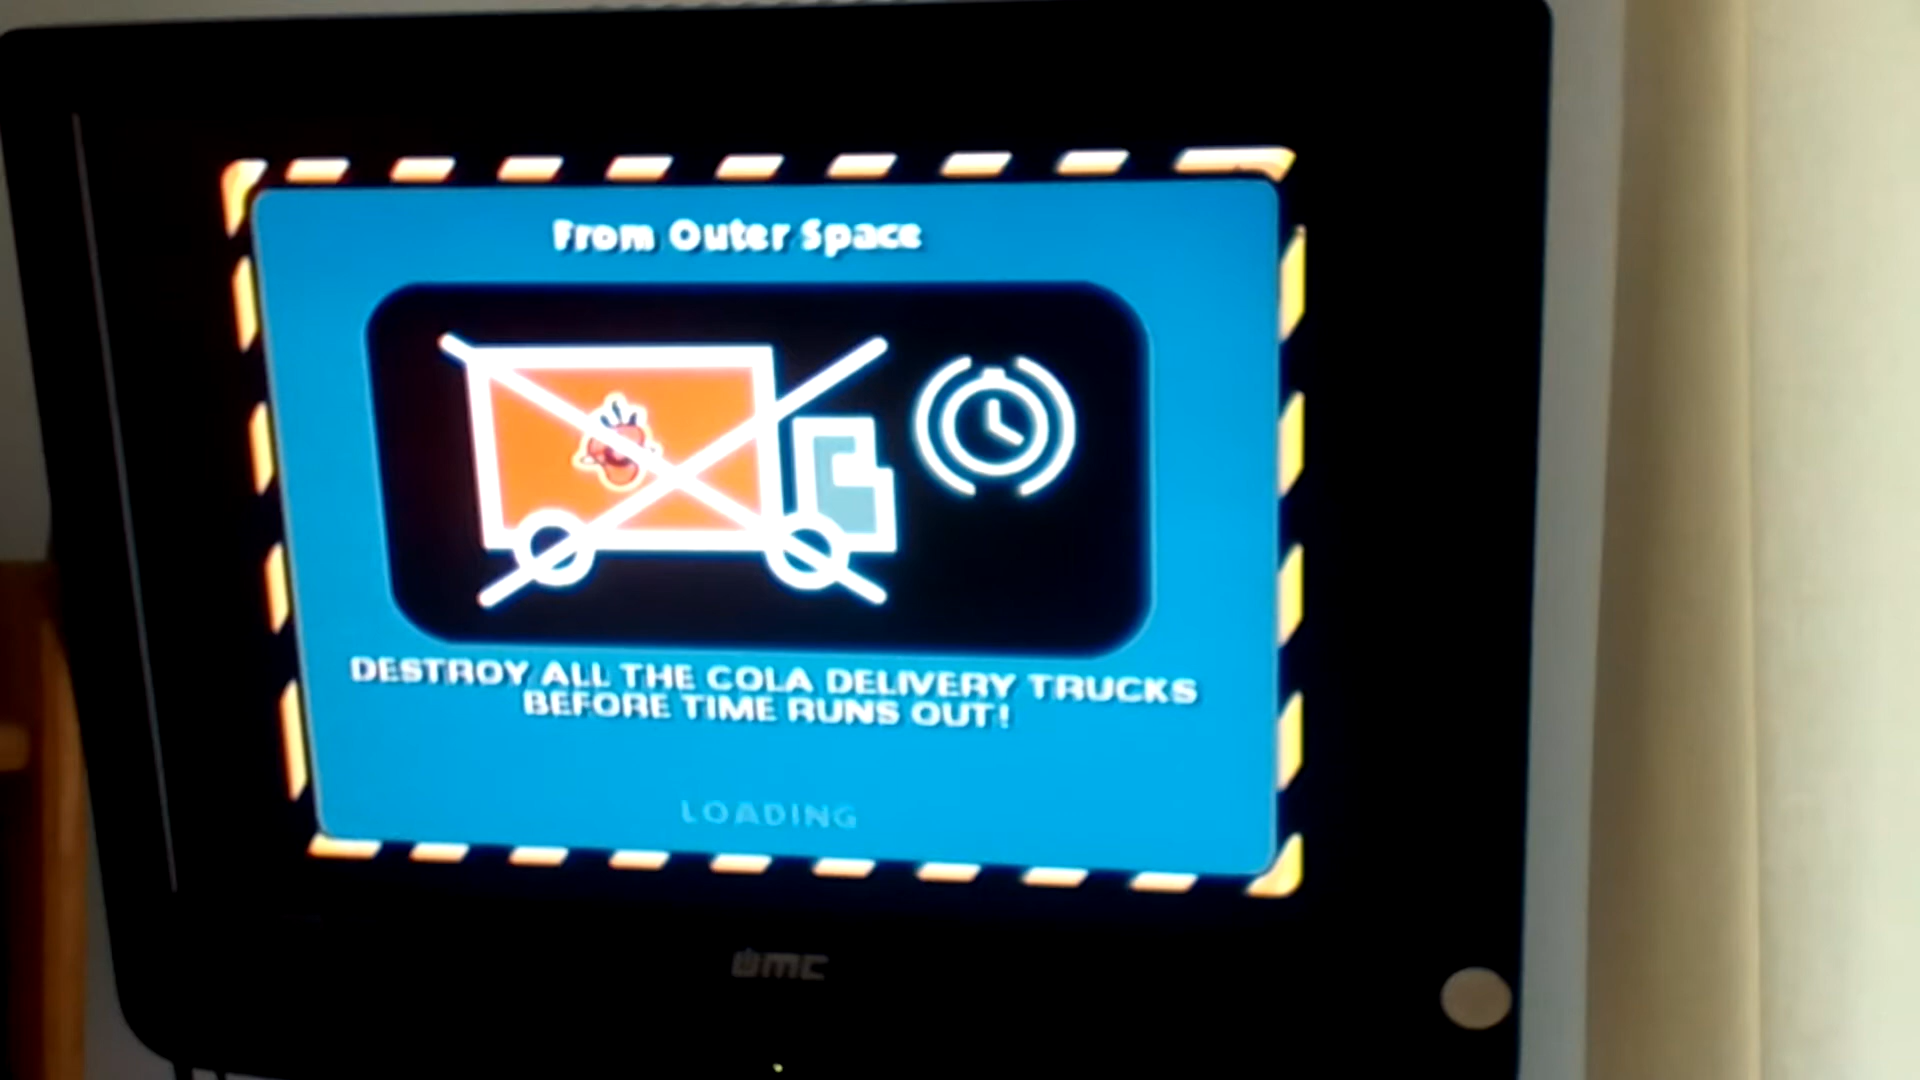 From Outer Space
DESTROY ALL THE COLA DELIVERY TRUCKS
BEFORE TIME RUNS OUT!
LOADING